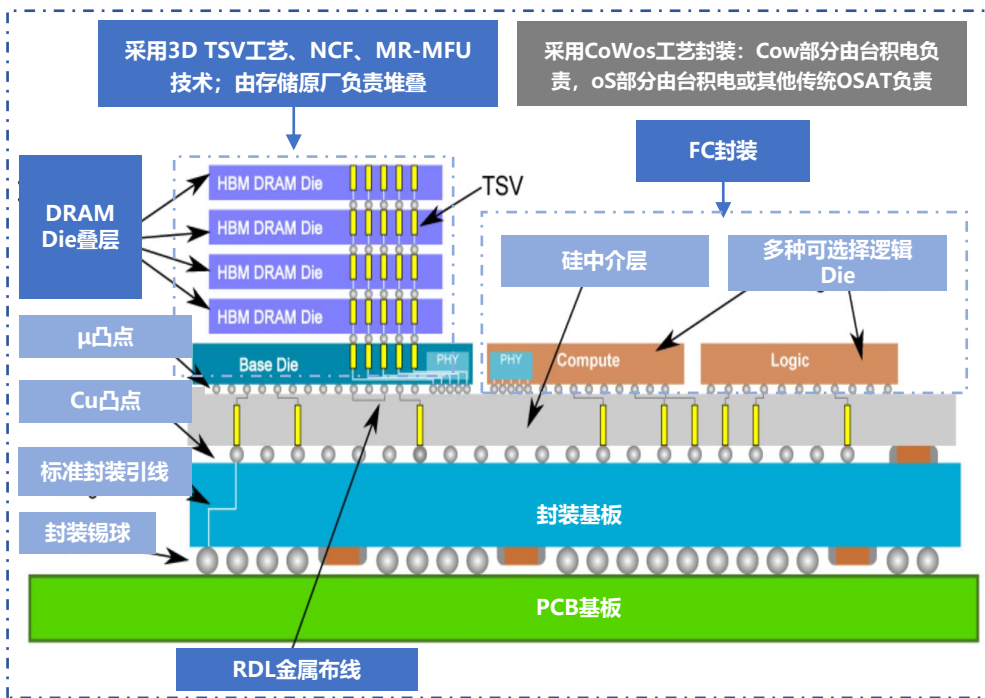 采用3D TSV工艺、NCF、MR-MFU
技术；由存储原厂负责堆叠
采用CoWos工艺封装：Cow部分由台积电负
责，oS部分由台积电或其他传统OSAT负责
FC封装
DRAM
Die叠层
HBM DRAM Die
HBM DRAM Die
HBM DRAM Die
HBM DRAM Die
TSV
硅中介层
多种可选择逻辑
Die
μ凸点
Base Die
PHY
PHY
Compute
Logic
Cu凸点
标准封装引线
封装基板
封装锡球
PCB基板
RDL金属布线